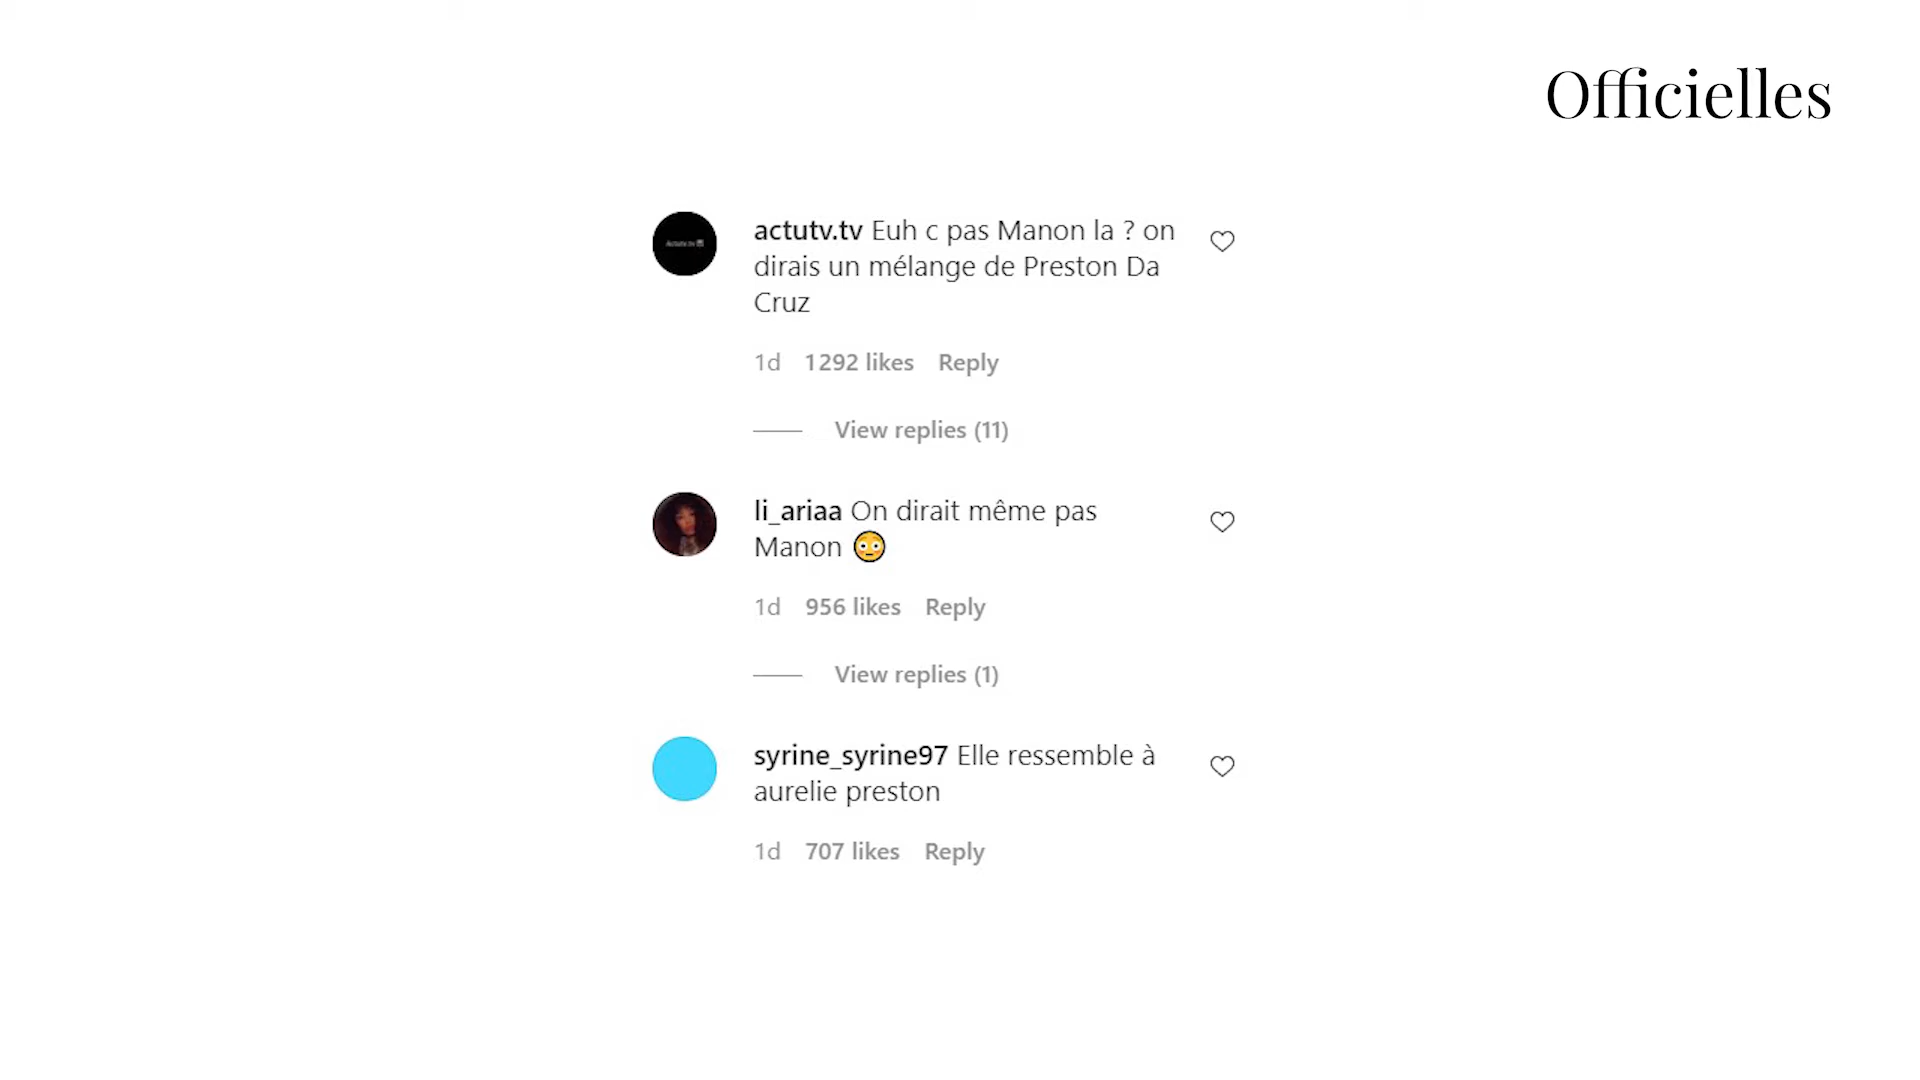 Officielles
actutv.tv Euh c pas Manon la ? on
dirais un mélange de Preston Da
Cruz
1d 1292 likes Reply
View replies (11)
li_ariaa On dirait même pas
Manon 😳
1d 956 likes Reply
View replies (1)
syrine_syrine97 Elle ressemble à
aurelie preston
1d 707 likes Reply